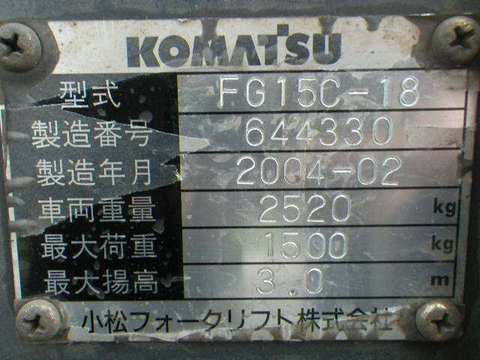 KOMATSU
型式 FG15C-18
製造番号 644330
製造年月 2004-02
車両重量 2520 kg
最大荷重 1500 kg
最大揚高 3.0 m
小松フォークリフト株式会社